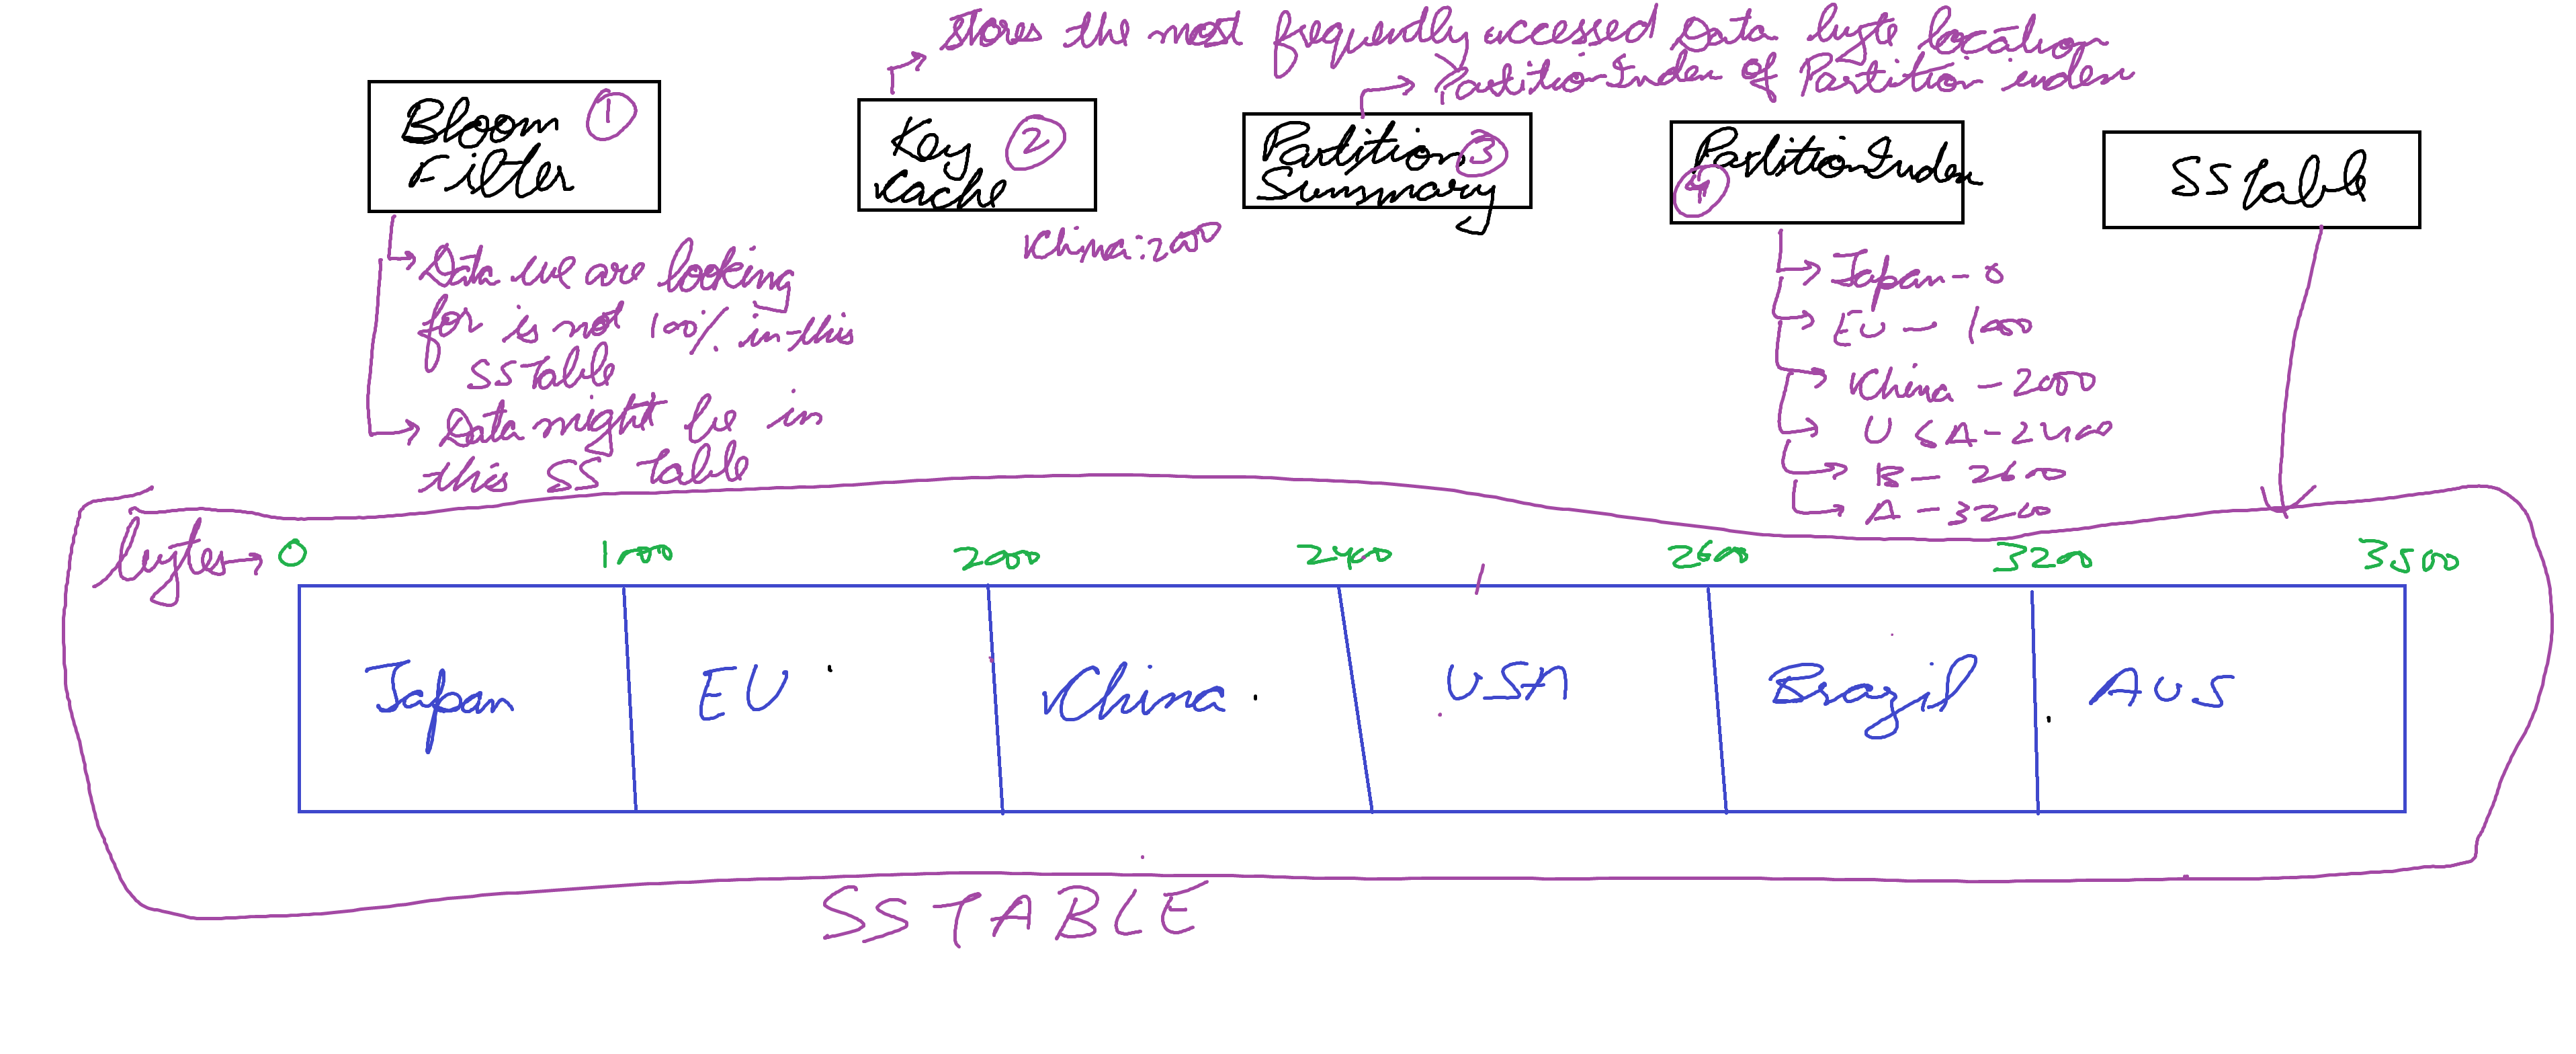 Stores the most frequently accessed Data byte location
Partition Index of Partition index
Bloom
Filter
1
Key
Cache
2
Partition
Summary
3
Partition Index
4
SS Table
China: 200
Data we are looking
for is not 100% in this
SS Table
Data might be in
this SS Table
Japan - 0
EU - 1000
China - 2000
USA - 2400
B - 2600
A - 3200
bytes → 0 1000 2000 2400 2600 3200 3500
Japan EU China USA Brazil AUS
SSTABLE